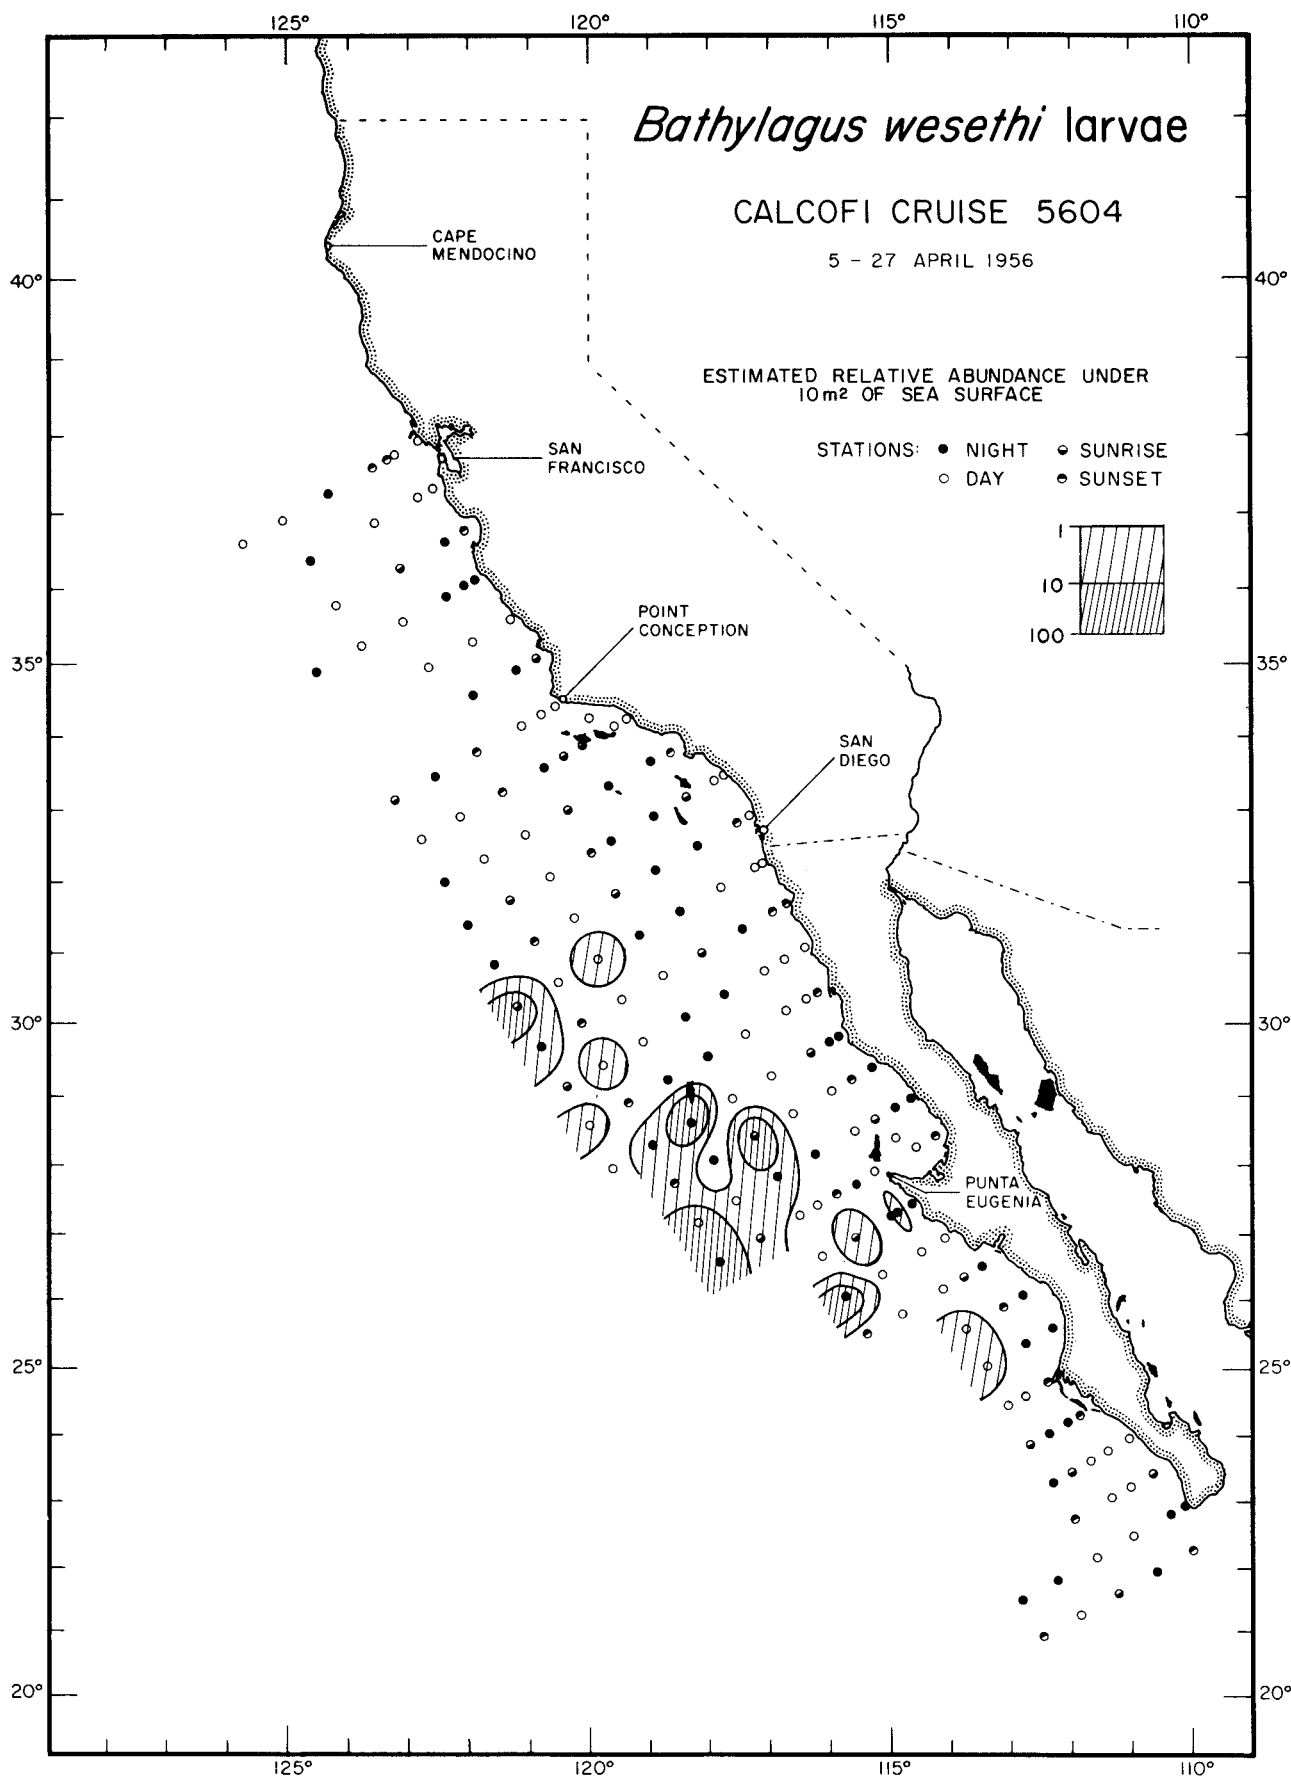 125° 120° 115° 110°
Bathylagus wesethi larvae
CALCOFI CRUISE 5604
5 - 27 APRIL 1956
CAPE
MENDOCINO
40° 40°
ESTIMATED RELATIVE ABUNDANCE UNDER
10m2 OF SEA SURFACE
STATIONS: ● NIGHT ◒ SUNRISE
○ DAY ◓ SUNSET
SAN
FRANCISCO
1
10
100
POINT
CONCEPTION
35° 35°
SAN
DIEGO
30° 30°
PUNTA
EUGENIA
25° 25°
20° 20°
125° 120° 115° 110°